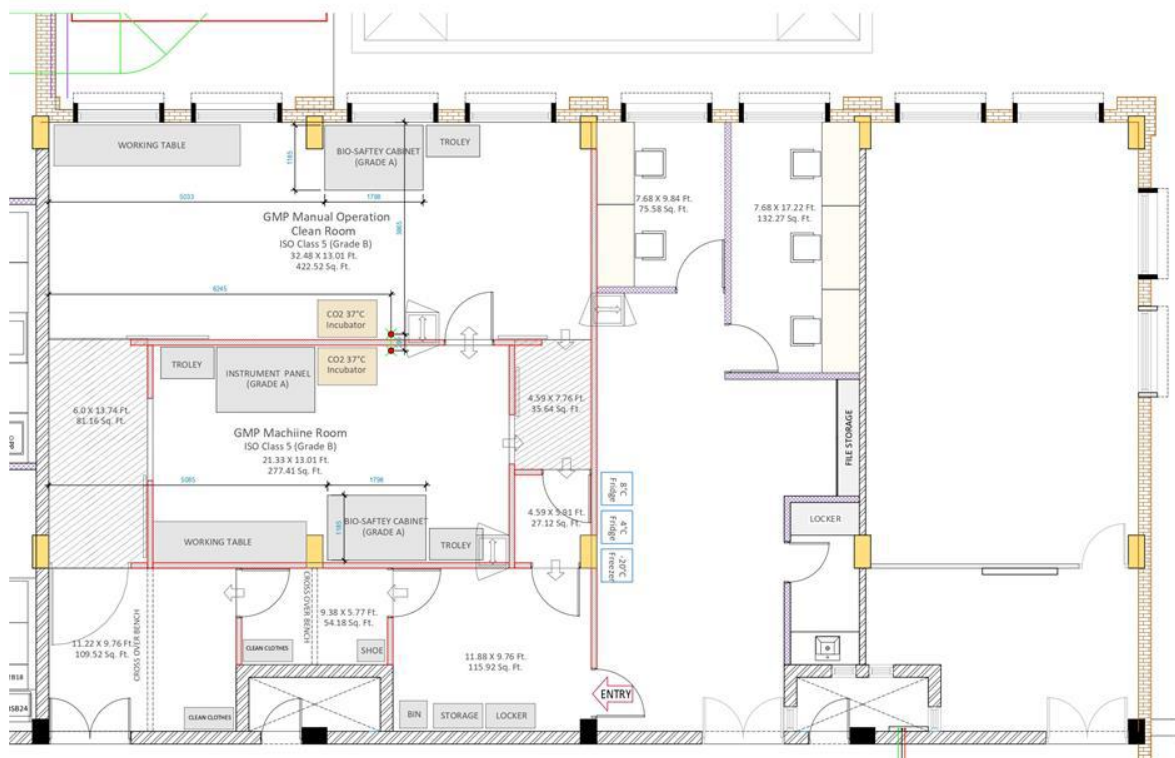 WORKING TABLE
BIO-SAFTEY CABINET
(GRADE A)
TROLEY
1185
5033
1798
GMP Manual Operation
Clean Room
ISO Class 5 (Grade B)
32.48 X 13.01 Ft.
422.52 Sq. Ft.
3865
6245
CO2 37°C
Incubator
7.68 X 9.84 Ft.
75.58 Sq. Ft.
7.68 X 17.22 Ft.
132.27 Sq. Ft.
TROLEY
INSTRUMENT PANEL
(GRADE A)
CO2 37°C
Incubator
6.0 X 13.74 Ft.
81.16 Sq. Ft.
4.59 X 7.76 Ft.
35.64 Sq. Ft.
GMP Machiine Room
ISO Class 5 (Grade B)
21.33 X 13.01 Ft.
277.41 Sq. Ft.
5085
1798
1185
BIO-SAFTEY CABINET
(GRADE A)
WORKING TABLE
TROLEY
4.59 X 5.91 Ft.
27.12 Sq. Ft.
8°C
Fridge
4°C
Fridge
-20°C
Freezer
FILE STORAGE
LOCKER
11.22 X 9.76 Ft.
109.52 Sq. Ft.
CROSS OVER BENCH
CLEAN CLOTHES
CROSS OVER BENCH
9.38 X 5.77 Ft.
54.18 Sq. Ft.
CLEAN CLOTHES
SHOE
11.88 X 9.76 Ft.
115.92 Sq. Ft.
BIN
STORAGE
LOCKER
ENTRY